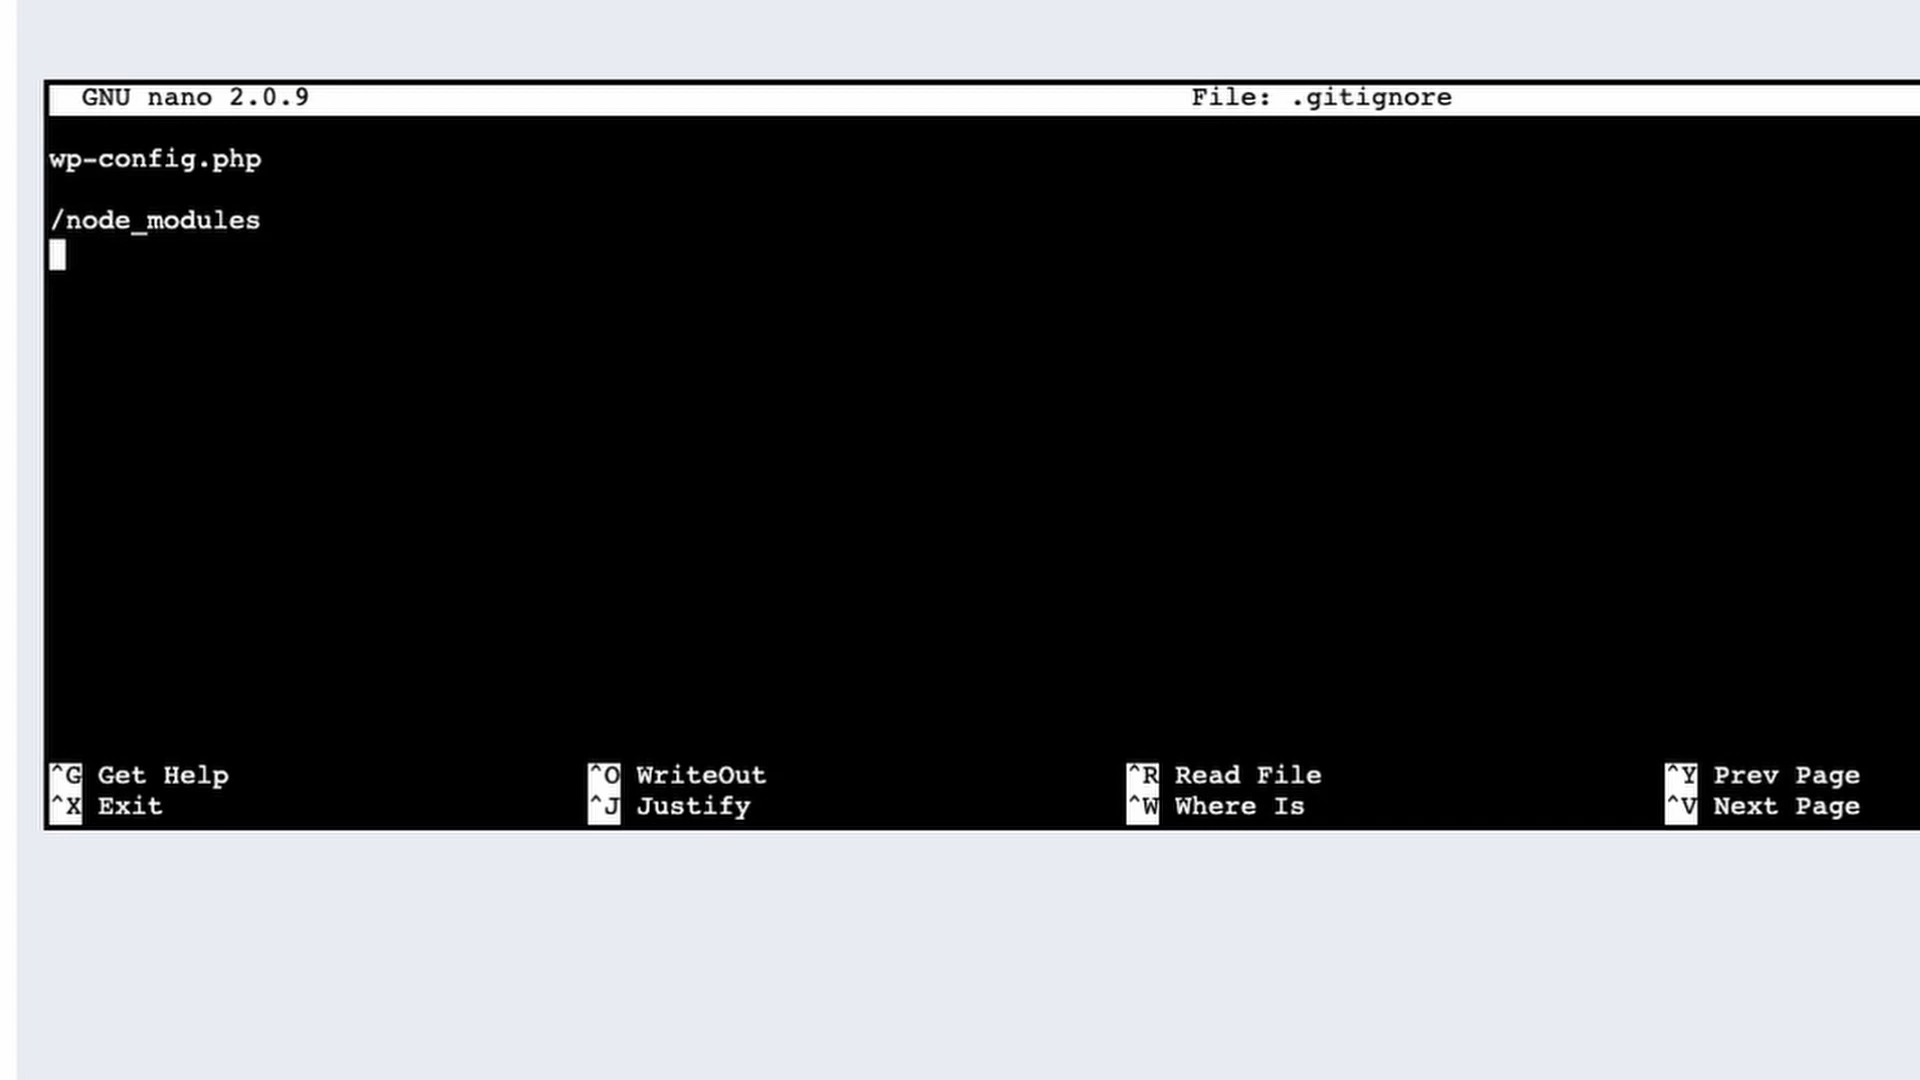 GNU nano 2.0.9 File: .gitignore
wp-config.php
/node_modules
^G Get Help ^O WriteOut ^R Read File ^Y Prev Page
^X Exit ^J Justify ^W Where Is ^V Next Page